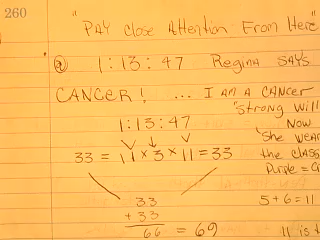 260
"PAY Close Attention From Here"
2 1:13:47 Regina SAYS
CANCER! ... I AM A CANCER
"Strong Will
1:13:47 Now
"She WEAR
33 = 11 × 3 × 11 = 33 the CLASS
Purple =
33
+ 33 5 + 6 = 11
66 = 69 11 is t